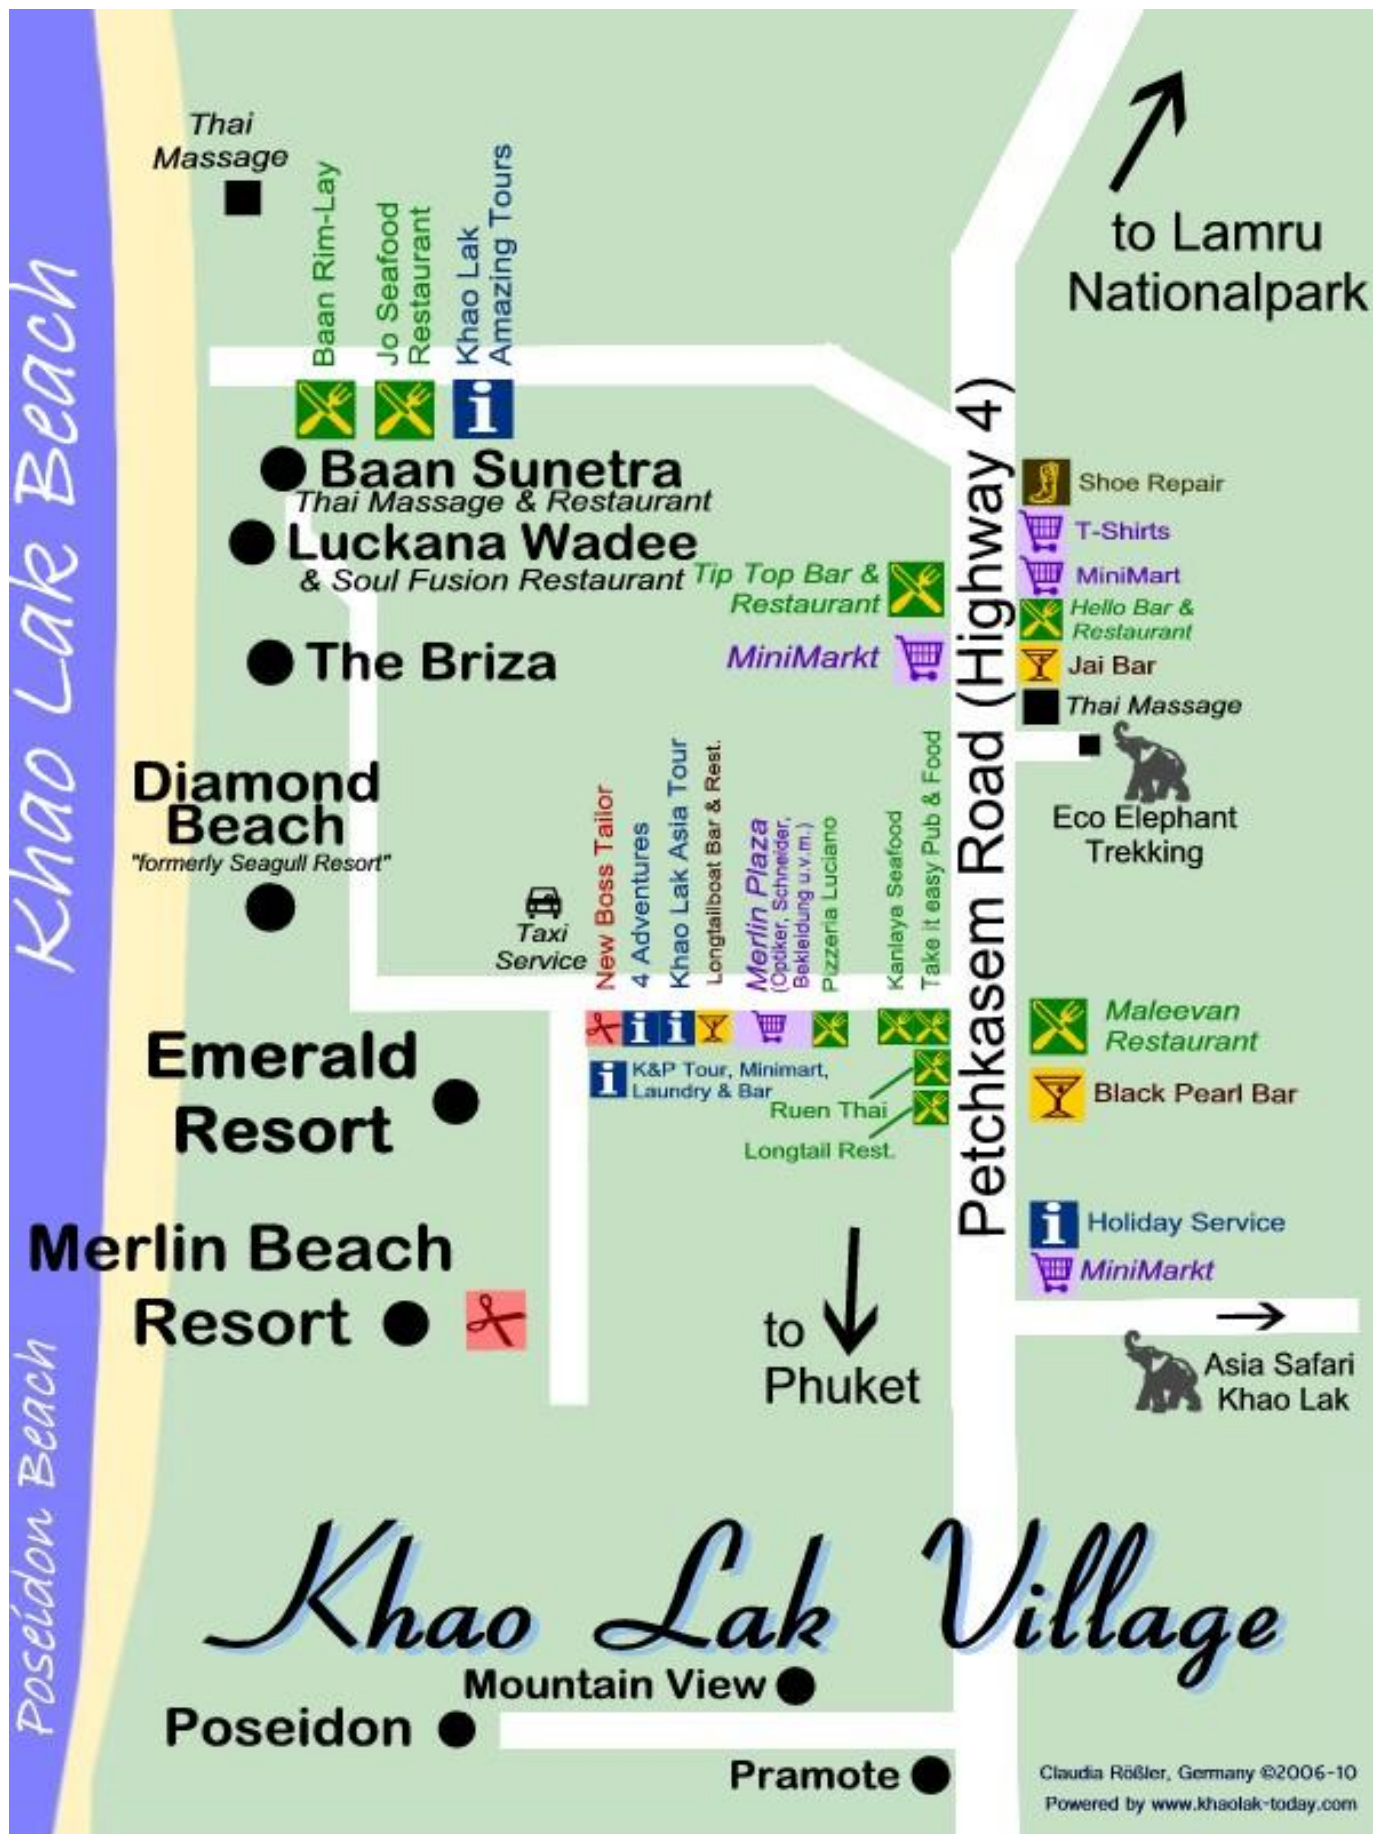 Thai
Massage
Baan Rim-Lay
Jo Seafood
Restaurant
Khao Lak
Amazing Tours
to Lamru
Nationalpark
Khao Lak Beach
Baan Sunetra
Thai Massage & Restaurant
Luckana Wadee
& Soul Fusion Restaurant
Tip Top Bar &
Restaurant
MiniMarkt
The Briza
Petchkasem Road (Highway 4)
Shoe Repair
T-Shirts
MiniMart
Hello Bar &
Restaurant
Jai Bar
Thai Massage
Eco Elephant
Trekking
Diamond
Beach
"formerly Seagull Resort"
Taxi
Service
New Boss Tailor
4 Adventures
Khao Lak Asia Tour
Longtailboat Bar & Rest.
Merlin Plaza
(Optiker, Schneider,
Bekleidung u.v.m.)
Pizzeria Luciano
Kanlaya Seafood
Take it easy Pub & Food
Maleevan
Restaurant
Black Pearl Bar
Emerald
Resort
K&P Tour, Minimart,
Laundry & Bar
Ruen Thai
Longtail Rest.
Holiday Service
MiniMarkt
Merlin Beach
Resort
to
Phuket
Asia Safari
Khao Lak
Poseidon Beach
Khao Lak Village
Mountain View
Poseidon
Pramote
Claudia Rößler, Germany ©2006-10
Powered by www.khaolak-today.com